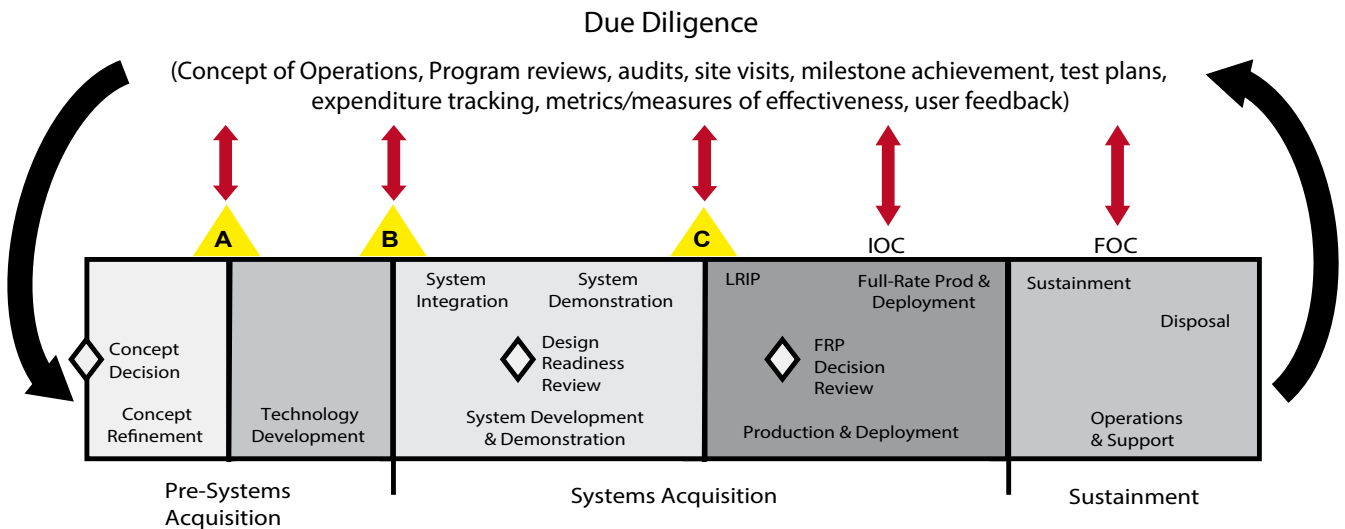 Due Diligence
(Concept of Operations, Program reviews, audits, site visits, milestone achievement, test plans,
expenditure tracking, metrics/measures of effectiveness, user feedback)
A
B
C
IOC
FOC
System
Integration
System
Demonstration
LRIP
Full-Rate Prod &
Deployment
Sustainment
Disposal
Concept
Decision
Design
Readiness
Review
FRP
Decision
Review
Concept
Refinement
Technology
Development
System Development
& Demonstration
Production & Deployment
Operations
& Support
Pre-Systems
Acquisition
Systems Acquisition
Sustainment